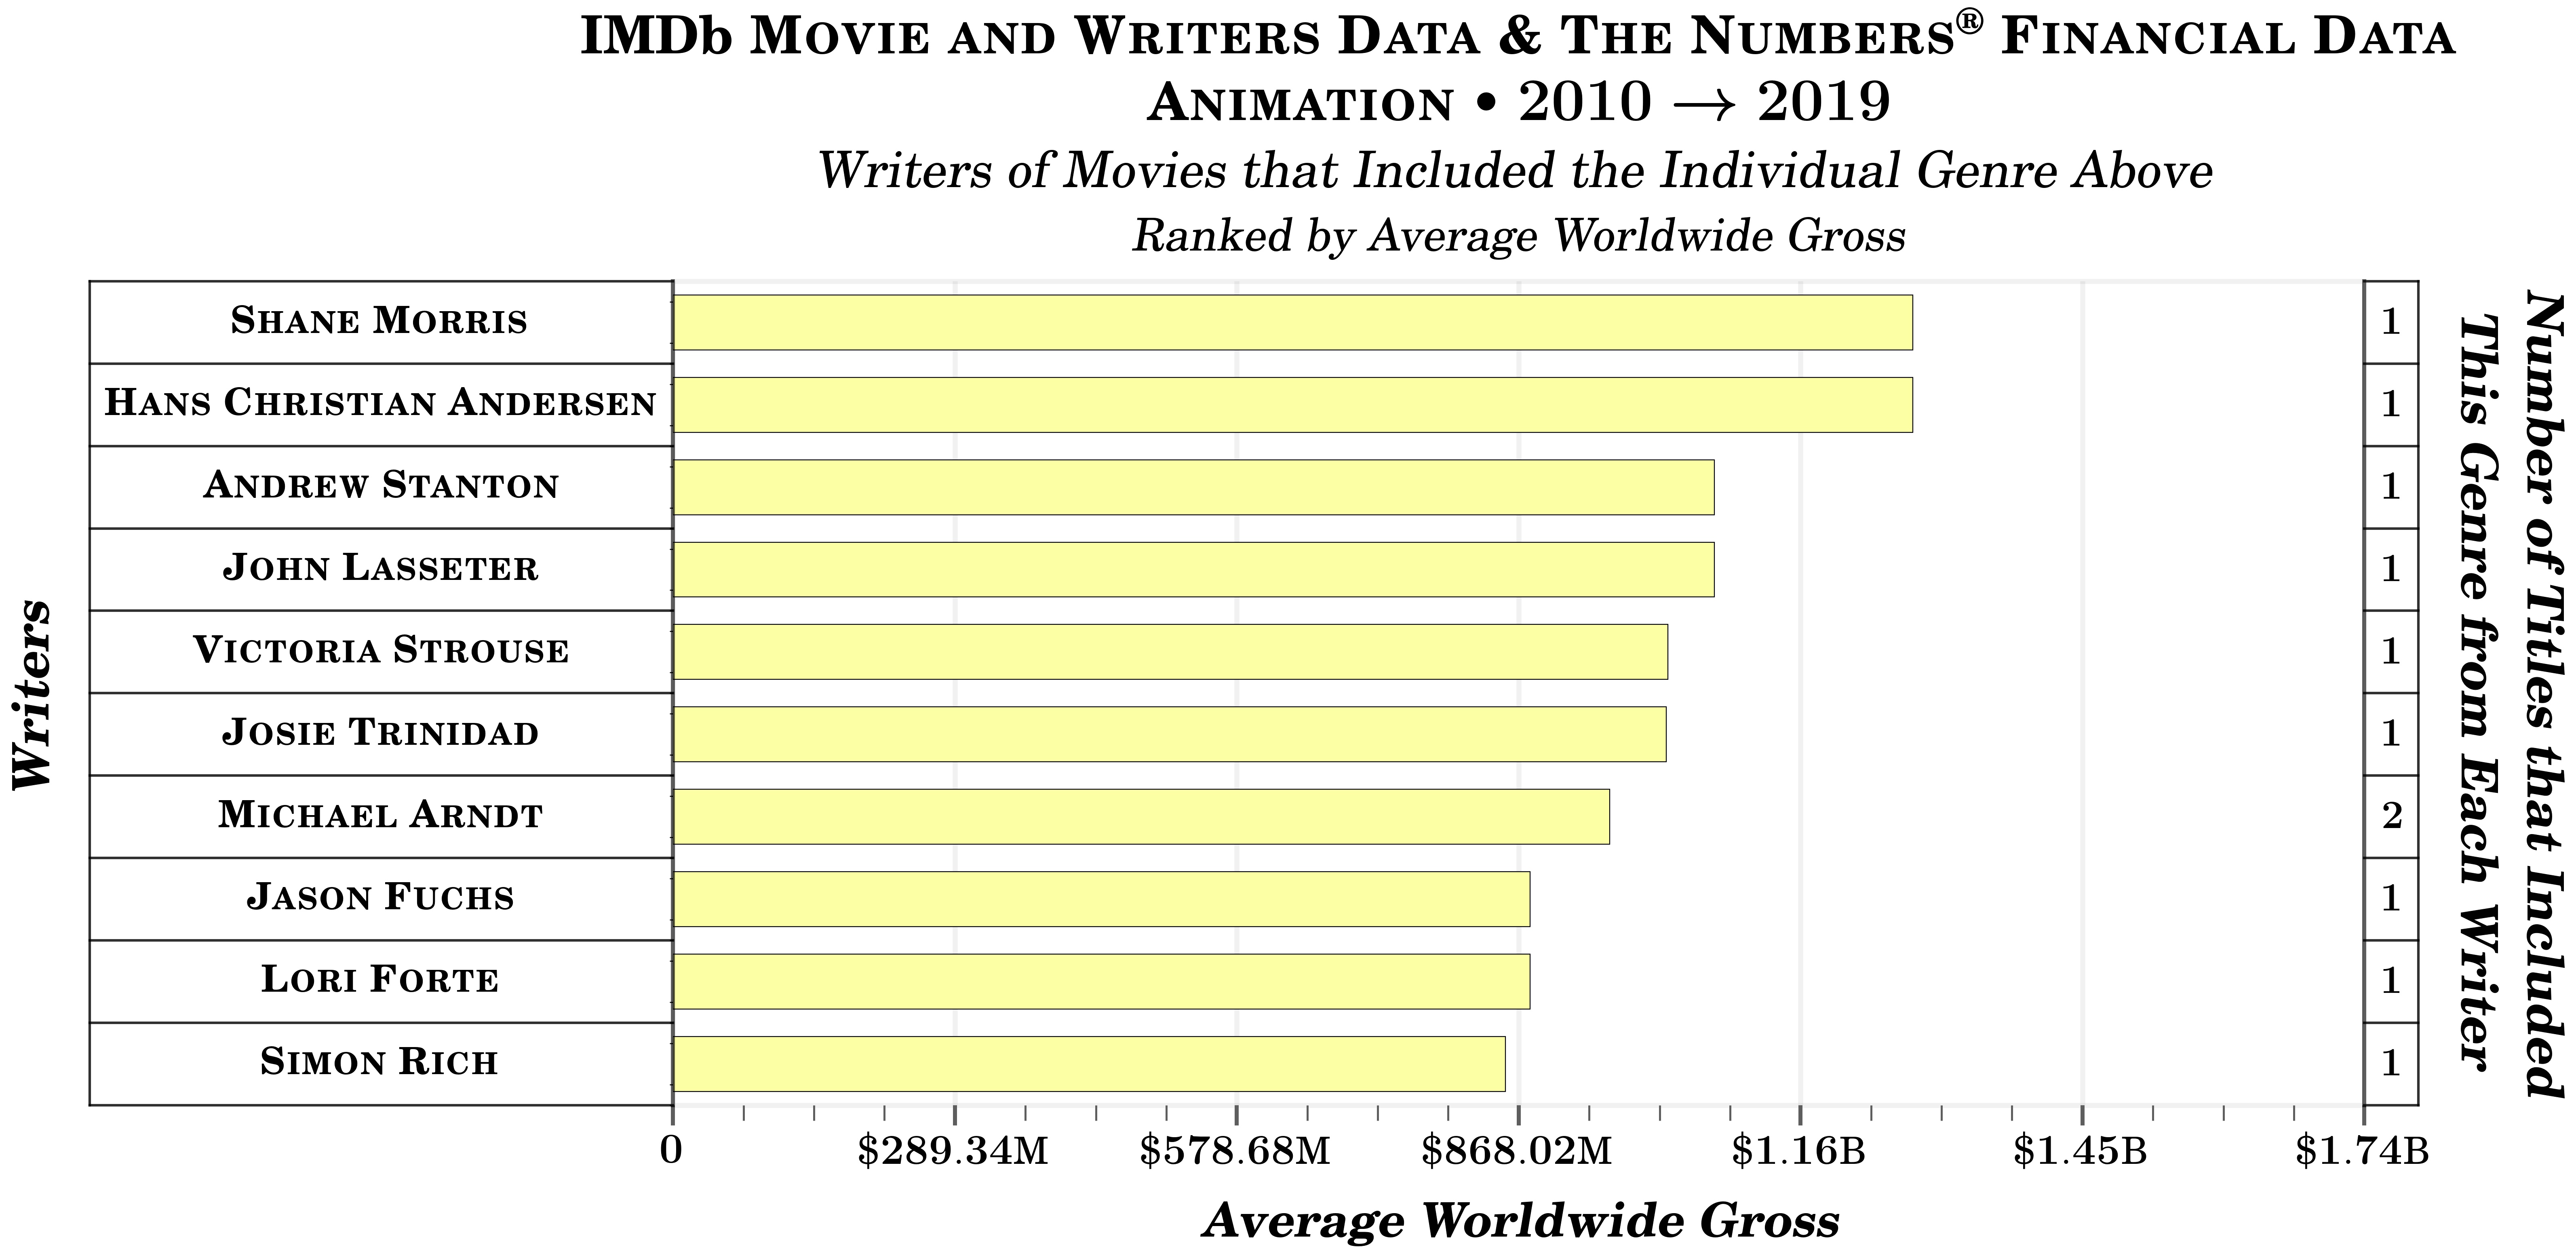 IMDb Movie and Writers Data & The Numbers® Financial Data
Animation • 2010 → 2019
Writers of Movies that Included the Individual Genre Above
Ranked by Average Worldwide Gross
Writers
Shane Morris 1
Hans Christian Andersen 1
Andrew Stanton 1
John Lasseter 1
Victoria Strouse 1
Josie Trinidad 1
Michael Arndt 2
Jason Fuchs 1
Lori Forte 1
Simon Rich 1
Number of Titles that Included
This Genre from Each Writer
0 $289.34M $578.68M $868.02M $1.16B $1.45B $1.74B
Average Worldwide Gross